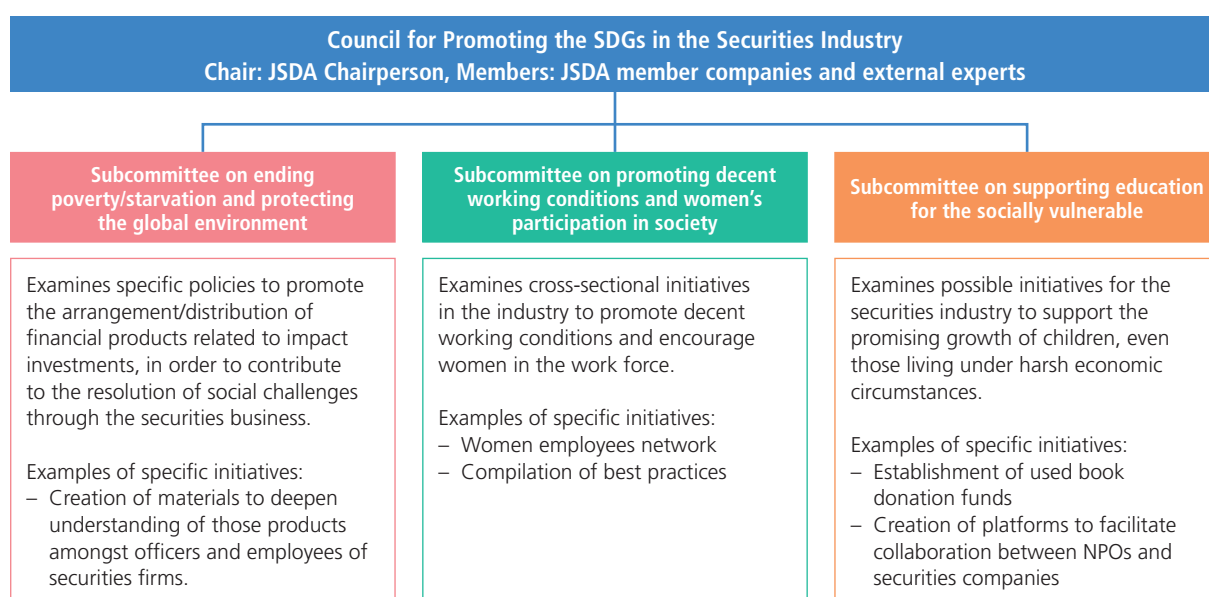 Council for Promoting the SDGs in the Securities Industry
Chair: JSDA Chairperson, Members: JSDA member companies and external experts
Subcommittee on ending
poverty/starvation and protecting
the global environment
Examines specific policies to promote
the arrangement/distribution of
financial products related to impact
investments, in order to contribute
to the resolution of social challenges
through the securities business.
Examples of specific initiatives:
– Creation of materials to deepen
understanding of those products
amongst officers and employees of
securities firms.
Subcommittee on promoting decent
working conditions and women's
participation in society
Examines cross-sectional initiatives
in the industry to promote decent
working conditions and encourage
women in the work force.
Examples of specific initiatives:
– Women employees network
– Compilation of best practices
Subcommittee on supporting education
for the socially vulnerable
Examines possible initiatives for the
securities industry to support the
promising growth of children, even
those living under harsh economic
circumstances.
Examples of specific initiatives:
– Establishment of used book
donation funds
– Creation of platforms to facilitate
collaboration between NPOs and
securities companies